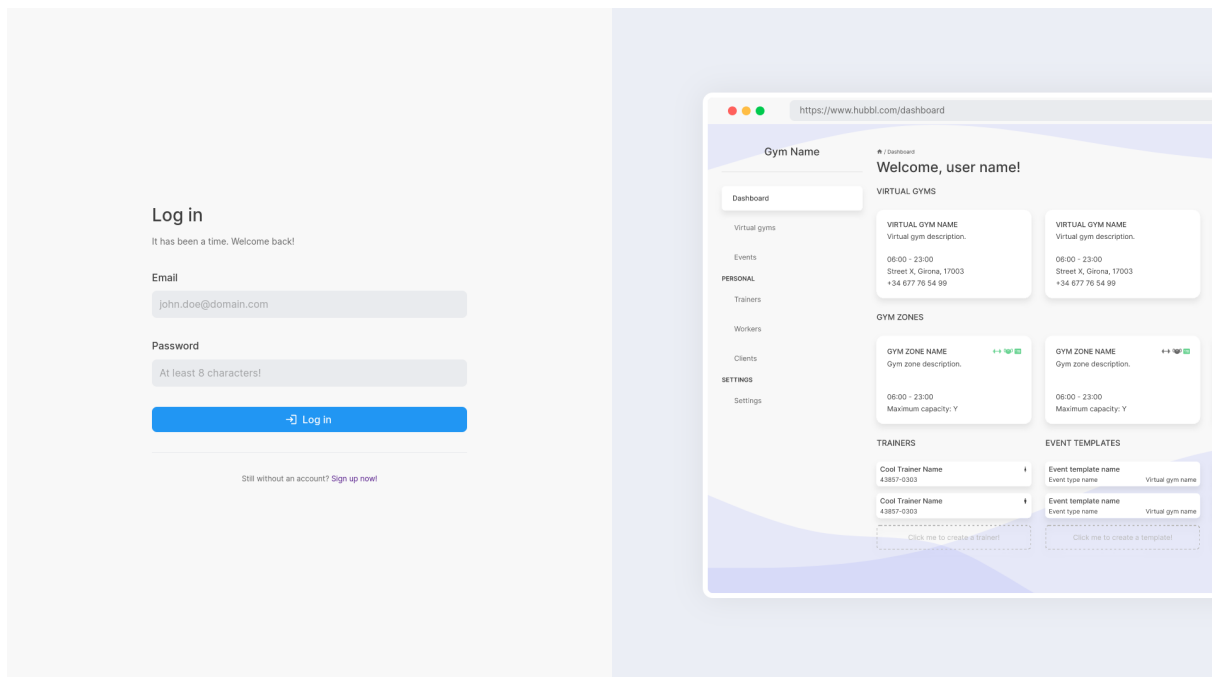 Log in
It has been a time. Welcome back!
Email
john.doe@domain.com
Password
At least 8 characters!
Log in
Still without an account? Sign up now!
https://www.hubbl.com/dashboard
Gym Name
Dashboard
Virtual gyms
Events
PERSONAL
Trainers
Workers
Clients
SETTINGS
Settings
/ Dashboard
Welcome, user name!
VIRTUAL GYMS
VIRTUAL GYM NAME
Virtual gym description.
06:00 - 23:00
Street X, Girona, 17003
+34 677 76 54 99
VIRTUAL GYM NAME
Virtual gym description.
06:00 - 23:00
Street X, Girona, 17003
+34 677 76 54 99
GYM ZONES
GYM ZONE NAME
Gym zone description.
06:00 - 23:00
Maximum capacity: Y
GYM ZONE NAME
Gym zone description.
06:00 - 23:00
Maximum capacity: Y
TRAINERS
Cool Trainer Name
43857-0303
Cool Trainer Name
43857-0303
Click me to create a trainer!
EVENT TEMPLATES
Event template name
Event type name Virtual gym name
Event template name
Event type name Virtual gym name
Click me to create a template!